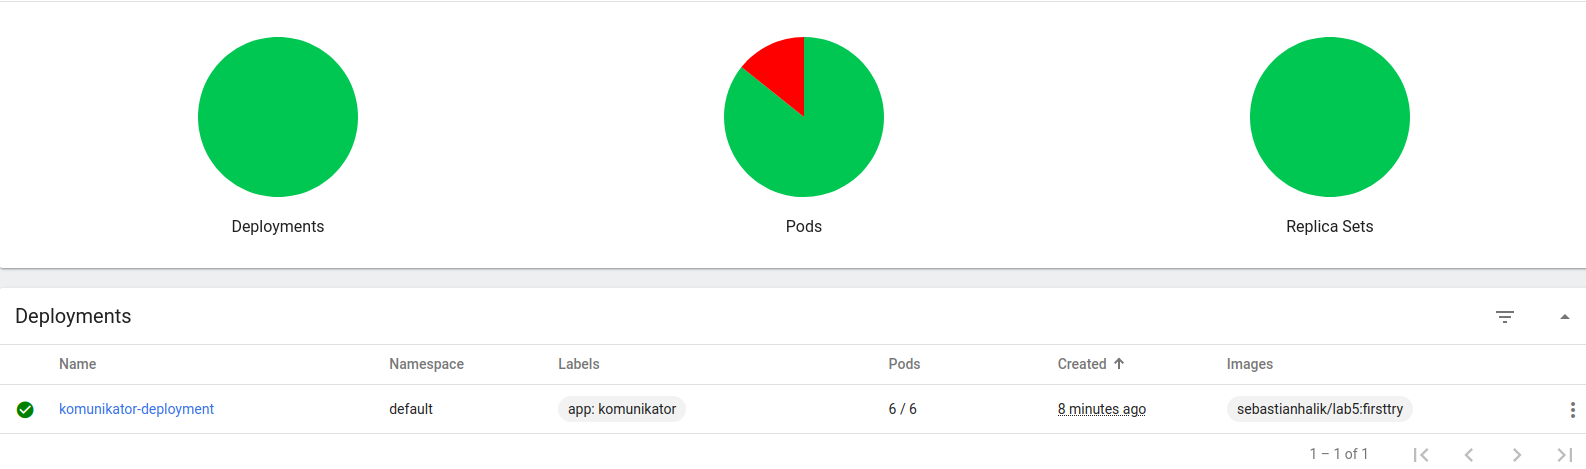 Deployments
Pods
Replica Sets
Deployments
Name Namespace Labels Pods Created Images
komunikator-deployment default app: komunikator 6 / 6 8 minutes ago sebastianhalik/lab5:firsttry
1 – 1 of 1